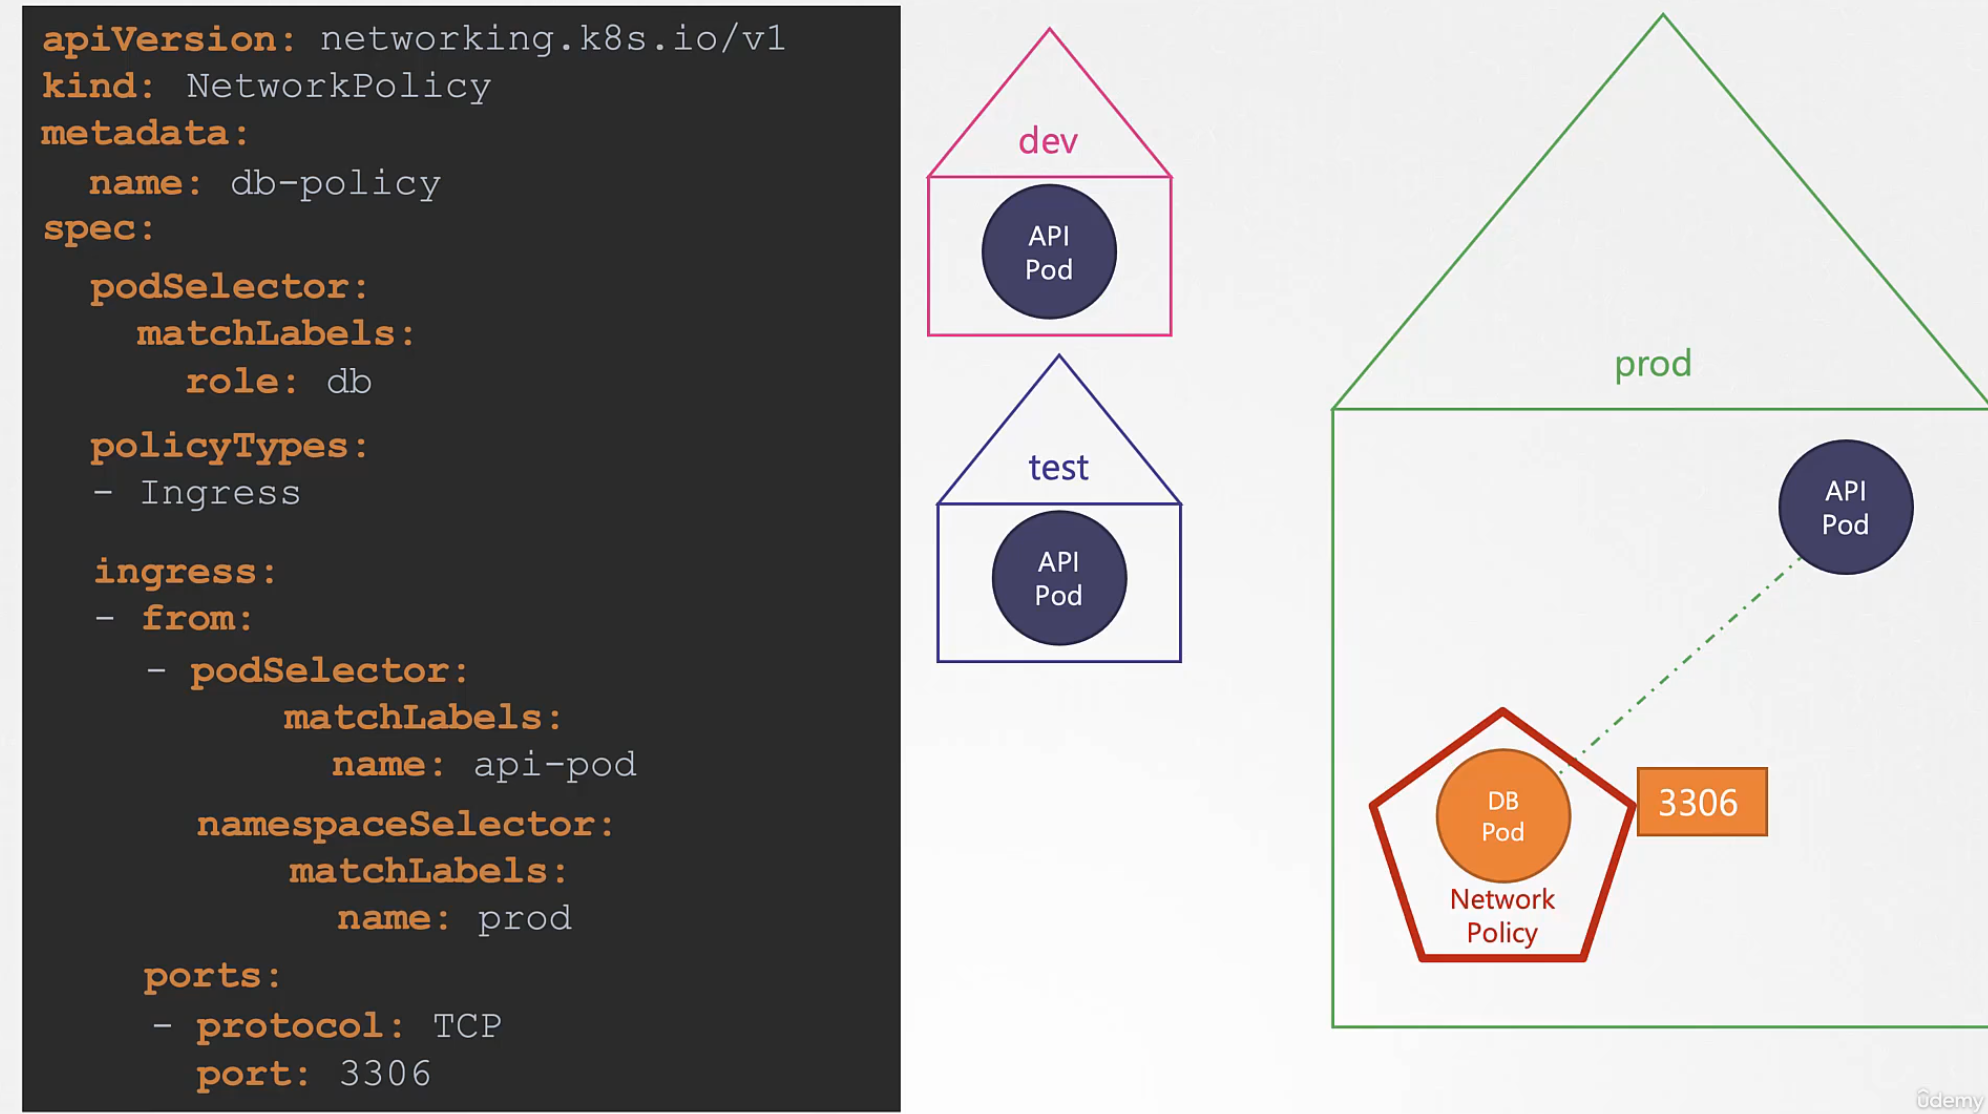 apiVersion: networking.k8s.io/v1
kind: NetworkPolicy
metadata:
  name: db-policy
spec:
  podSelector:
    matchLabels:
      role: db
  policyTypes:
  - Ingress
  ingress:
  - from:
    - podSelector:
        matchLabels:
          name: api-pod
      namespaceSelector:
        matchLabels:
          name: prod
    ports:
    - protocol: TCP
      port: 3306
dev
API
Pod
test
API
Pod
prod
API
Pod
DB
Pod
Network
Policy
3306
ûdemy